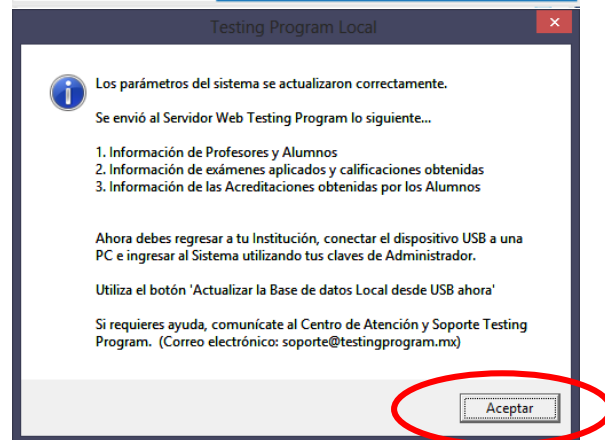 Testing Program Local
Los parámetros del sistema se actualizaron correctamente.
Se envió al Servidor Web Testing Program lo siguiente...
1. Información de Profesores y Alumnos
2. Información de exámenes aplicados y calificaciones obtenidas
3. Información de las Acreditaciones obtenidas por los Alumnos
Ahora debes regresar a tu Institución, conectar el dispositivo USB a una
PC e ingresar al Sistema utilizando tus claves de Administrador.
Utiliza el botón 'Actualizar la Base de datos Local desde USB ahora'
Si requieres ayuda, comunícate al Centro de Atención y Soporte Testing
Program.  (Correo electrónico: soporte@testingprogram.mx)
Aceptar